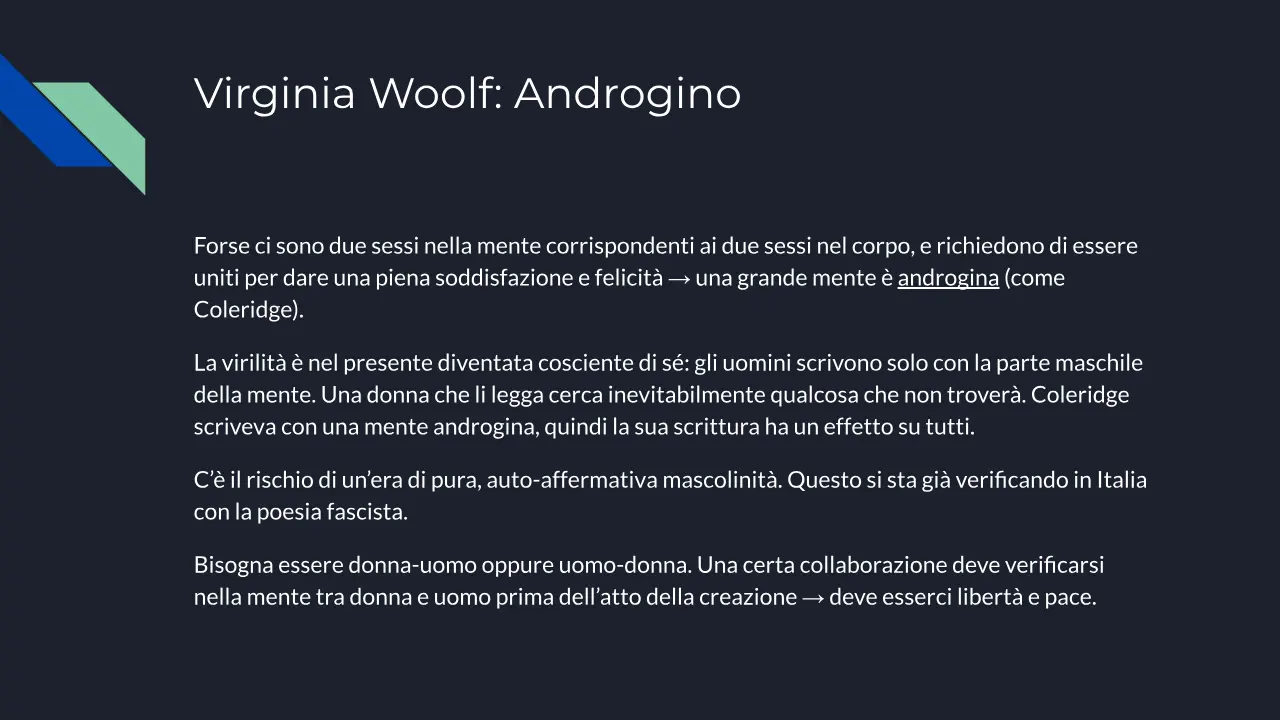 Virginia Woolf: Androgino
Forse ci sono due sessi nella mente corrispondenti ai due sessi nel corpo, e richiedono di essere
uniti per dare una piena soddisfazione e felicità → una grande mente è androgina (come
Coleridge).
La virilità è nel presente diventata cosciente di sé: gli uomini scrivono solo con la parte maschile
della mente. Una donna che li legga cerca inevitabilmente qualcosa che non troverà. Coleridge
scriveva con una mente androgina, quindi la sua scrittura ha un effetto su tutti.
C’è il rischio di un’era di pura, auto-affermativa mascolinità. Questo si sta già verificando in Italia
con la poesia fascista.
Bisogna essere donna-uomo oppure uomo-donna. Una certa collaborazione deve verificarsi
nella mente tra donna e uomo prima dell’atto della creazione → deve esserci libertà e pace.